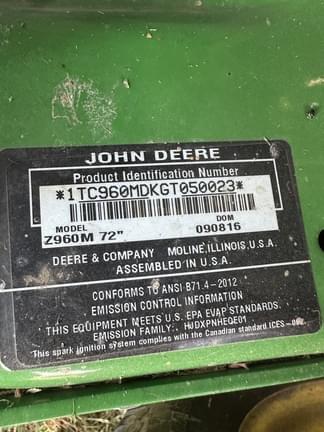 JOHN DEERE
Product Identification Number
*1TC960MDKGT050023*
MODEL DOM
Z960M 72" 090816
DEERE & COMPANY MOLINE, ILLINOIS, U.S.A.
ASSEMBLED IN U.S.A.
CONFORMS TO ANSI B71.4-2012
EMISSION CONTROL INFORMATION
THIS EQUIPMENT MEETS U.S. EPA EVAP STANDARDS.
EMISSION FAMILY: HJDXPNHEQE01
This spark ignition system complies with the Canadian standard ICES-002.